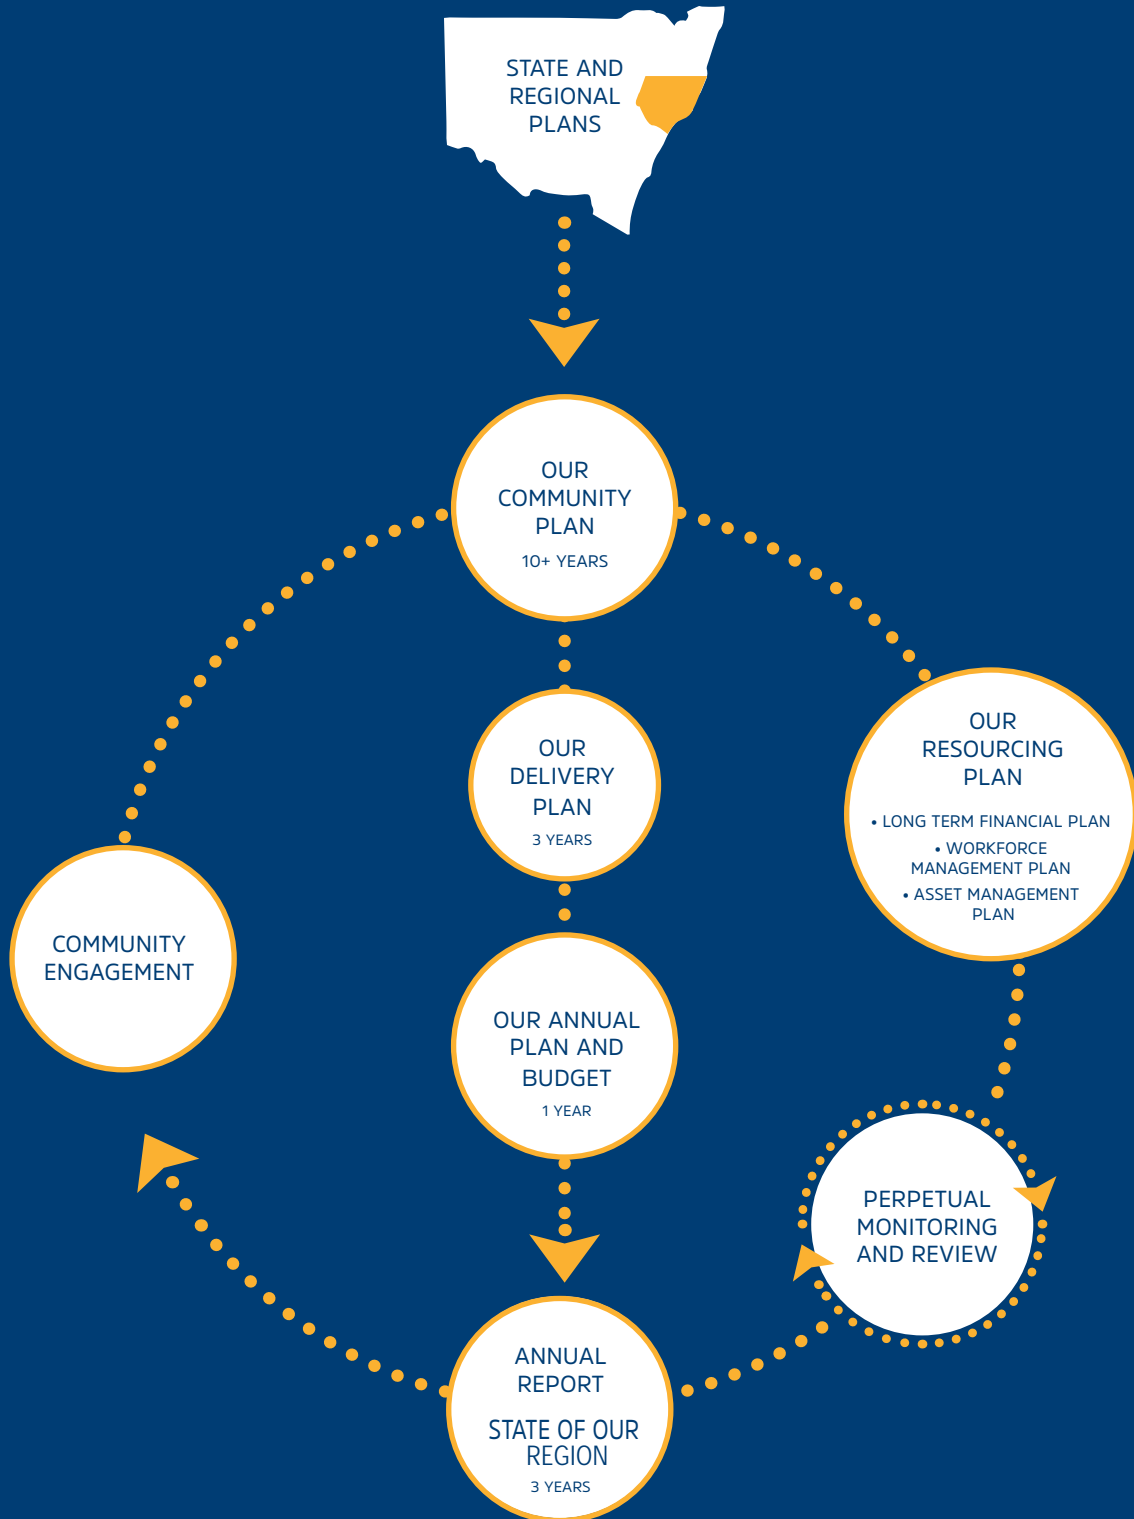 STATE AND
REGIONAL
PLANS
OUR
COMMUNITY
PLAN
10+ YEARS
OUR
DELIVERY
PLAN
3 YEARS
OUR
RESOURCING
PLAN
• LONG TERM FINANCIAL PLAN
• WORKFORCE
MANAGEMENT PLAN
• ASSET MANAGEMENT
PLAN
COMMUNITY
ENGAGEMENT
OUR ANNUAL
PLAN AND
BUDGET
1 YEAR
PERPETUAL
MONITORING
AND REVIEW
ANNUAL
REPORT
STATE OF OUR
REGION
3 YEARS